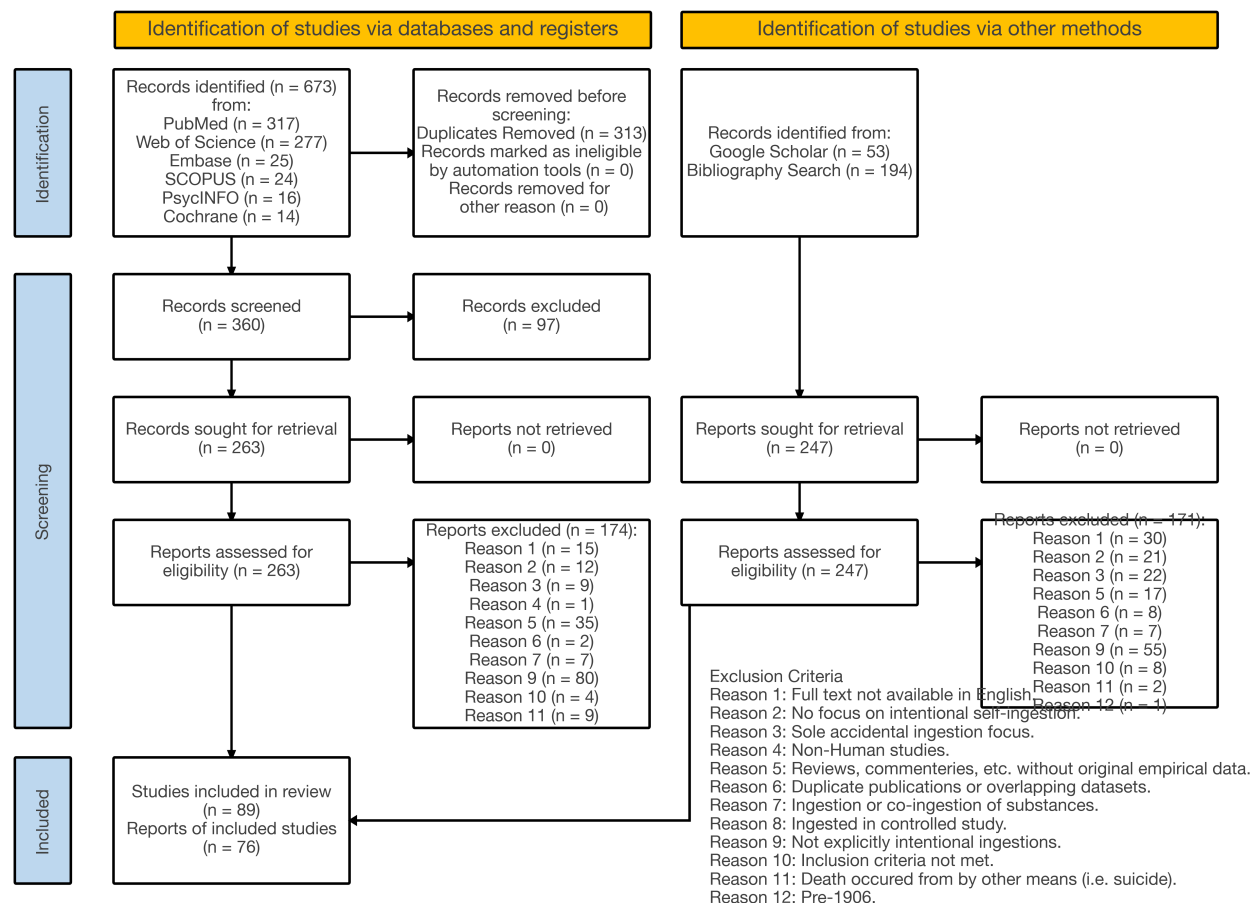 Identification of studies via databases and registers
Identification of studies via other methods
Identification
Records identified (n = 673)
from:
PubMed (n = 317)
Web of Science (n = 277)
Embase (n = 25)
SCOPUS (n = 24)
PsycINFO (n = 16)
Cochrane (n = 14)
Records removed before
screening:
Duplicates Removed (n = 313)
Records marked as ineligible
by automation tools (n = 0)
Records removed for
other reason (n = 0)
Records identified from:
Google Scholar (n = 53)
Bibliography Search (n = 194)
Screening
Records screened
(n = 360)
Records excluded
(n = 97)
Records sought for retrieval
(n = 263)
Reports not retrieved
(n = 0)
Reports sought for retrieval
(n = 247)
Reports not retrieved
(n = 0)
Reports assessed for
eligibility (n = 263)
Reports excluded (n = 174):
Reason 1 (n = 15)
Reason 2 (n = 12)
Reason 3 (n = 9)
Reason 4 (n = 1)
Reason 5 (n = 35)
Reason 6 (n = 2)
Reason 7 (n = 7)
Reason 9 (n = 80)
Reason 10 (n = 4)
Reason 11 (n = 9)
Reports assessed for
eligibility (n = 247)
Reports excluded (n = 171):
Reason 1 (n = 30)
Reason 2 (n = 21)
Reason 3 (n = 22)
Reason 5 (n = 17)
Reason 6 (n = 8)
Reason 7 (n = 7)
Reason 9 (n = 55)
Reason 10 (n = 8)
Reason 11 (n = 2)
Reason 12 (n = 1)
Included
Studies included in review
(n = 89)
Reports of included studies
(n = 76)
Exclusion Criteria
Reason 1: Full text not available in English.
Reason 2: No focus on intentional self-ingestion.
Reason 3: Sole accidental ingestion focus.
Reason 4: Non-Human studies.
Reason 5: Reviews, commenteries, etc. without original empirical data.
Reason 6: Duplicate publications or overlapping datasets.
Reason 7: Ingestion or co-ingestion of substances.
Reason 8: Ingested in controlled study.
Reason 9: Not explicitly intentional ingestions.
Reason 10: Inclusion criteria not met.
Reason 11: Death occured from by other means (i.e. suicide).
Reason 12: Pre-1906.